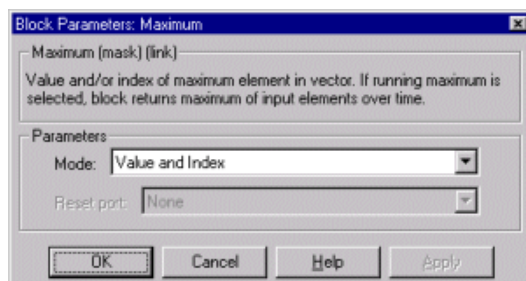 Block Parameters: Maximum
Maximum (mask) (link)
Value and/or index of maximum element in vector. If running maximum is
selected, block returns maximum of input elements over time.
Parameters
Mode: Value and Index
Reset port: None
OK Cancel Help Apply